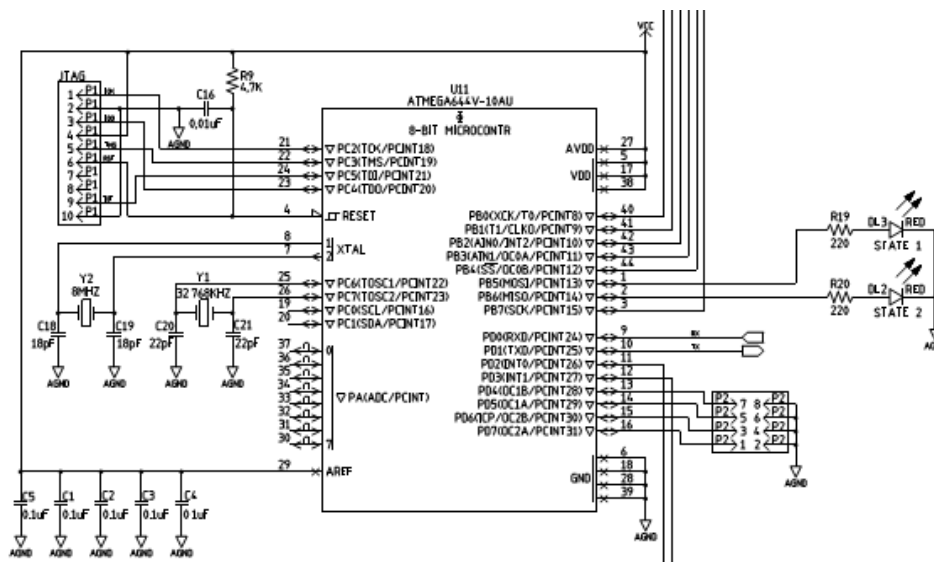 VCC
JTAG
R9
4.7K
C16
0.01uF
AGND
1 P1
2 P1
3 P1
4 P1
5 P1
6 P1
7 P1
8 P1
9 P1
10 P1
U11
ATMEGA644V-10AU
8-BIT MICROCONTR
21 PC2(TCK/PCINT18)
22 PC3(TMS/PCINT19)
24 PC5(TDI/PCINT21)
23 PC4(TDO/PCINT20)
4 RESET
8 1
7 2
XTAL
25 PC6(TOSC1/PCINT22)
26 PC7(TOSC2/PCINT23)
19 PC0(SCL/PCINT16)
20 PC1(SDA/PCINT17)
37 0
36
35
34
33 PA(ADC/PCINT)
32
31
30 7
29 AREF
AVDD 27
5
VDD 17
38
PB0(XCK/T0/PCINT8) 40
PB1(T1/CLKO/PCINT9) 41
PB2(AIN0/INT2/PCINT10) 42
PB3(AIN1/OC0A/PCINT11) 43
PB4(SS/OC0B/PCINT12) 44
PB5(MOSI/PCINT13) 1
PB6(MISO/PCINT14) 2
PB7(SCK/PCINT15) 3
PD0(RXD/PCINT24) 9
PD1(TXD/PCINT25) 10
PD2(INT0/PCINT26) 11
PD3(INT1/PCINT27) 12
PD4(OC1B/PCINT28) 13
PD5(OC1A/PCINT29) 14
PD6(ICP/OC2B/PCINT30) 15
PD7(OC2A/PCINT31) 16
6
18
GND 28
39
AGND
RX
TX
R19
220
DL3 RED
STATE 1
R20
220
DL2 RED
STATE 2
AGND
P2 7 8 P2
P2 5 6 P2
P2 3 4 P2
P2 1 2 P2
AGND
Y2
8MHZ
Y1
32 768KHZ
C18
18pF
C19
18pF
C20
22pF
C21
22pF
AGND
AGND
AGND
AGND
C5
0.1uF
C1
0.1uF
C2
0.1uF
C3
0.1uF
C4
0 1uF
AGND
AGND
AGND
AGND
AGND